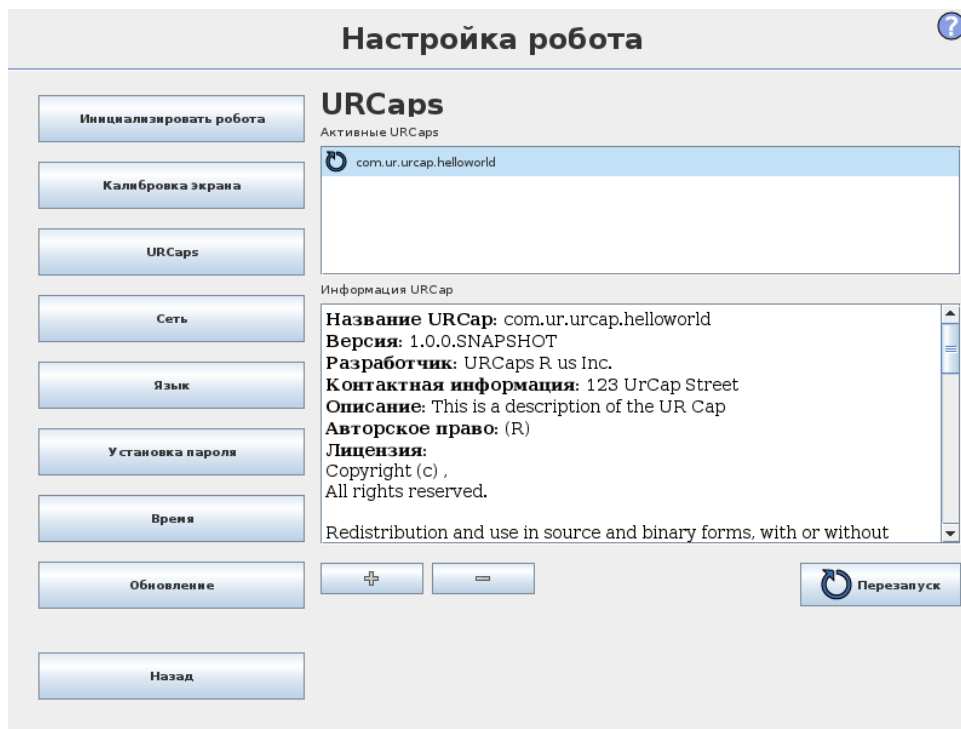 Настройка робота
?
Инициализировать робота
Калибровка экрана
URCaps
Сеть
Язык
Установка пароля
Время
Обновление
Назад
URCaps
Активные URCaps
com.ur.urcap.helloworld
Информация URCap
Название URCap: com.ur.urcap.helloworld
Версия: 1.0.0.SNAPSHOT
Разработчик: URCaps R us Inc.
Контактная информация: 123 UrCap Street
Описание: This is a description of the UR Cap
Авторское право: (R)
Лицензия:
Copyright (c) ,
All rights reserved.
Redistribution and use in source and binary forms, with or without
Перезапуск